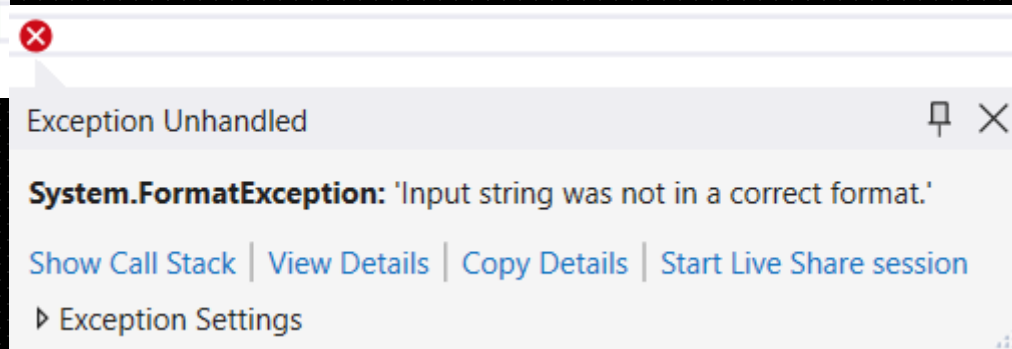 Exception Unhandled
System.FormatException: 'Input string was not in a correct format.'
Show Call Stack | View Details | Copy Details | Start Live Share session
Exception Settings